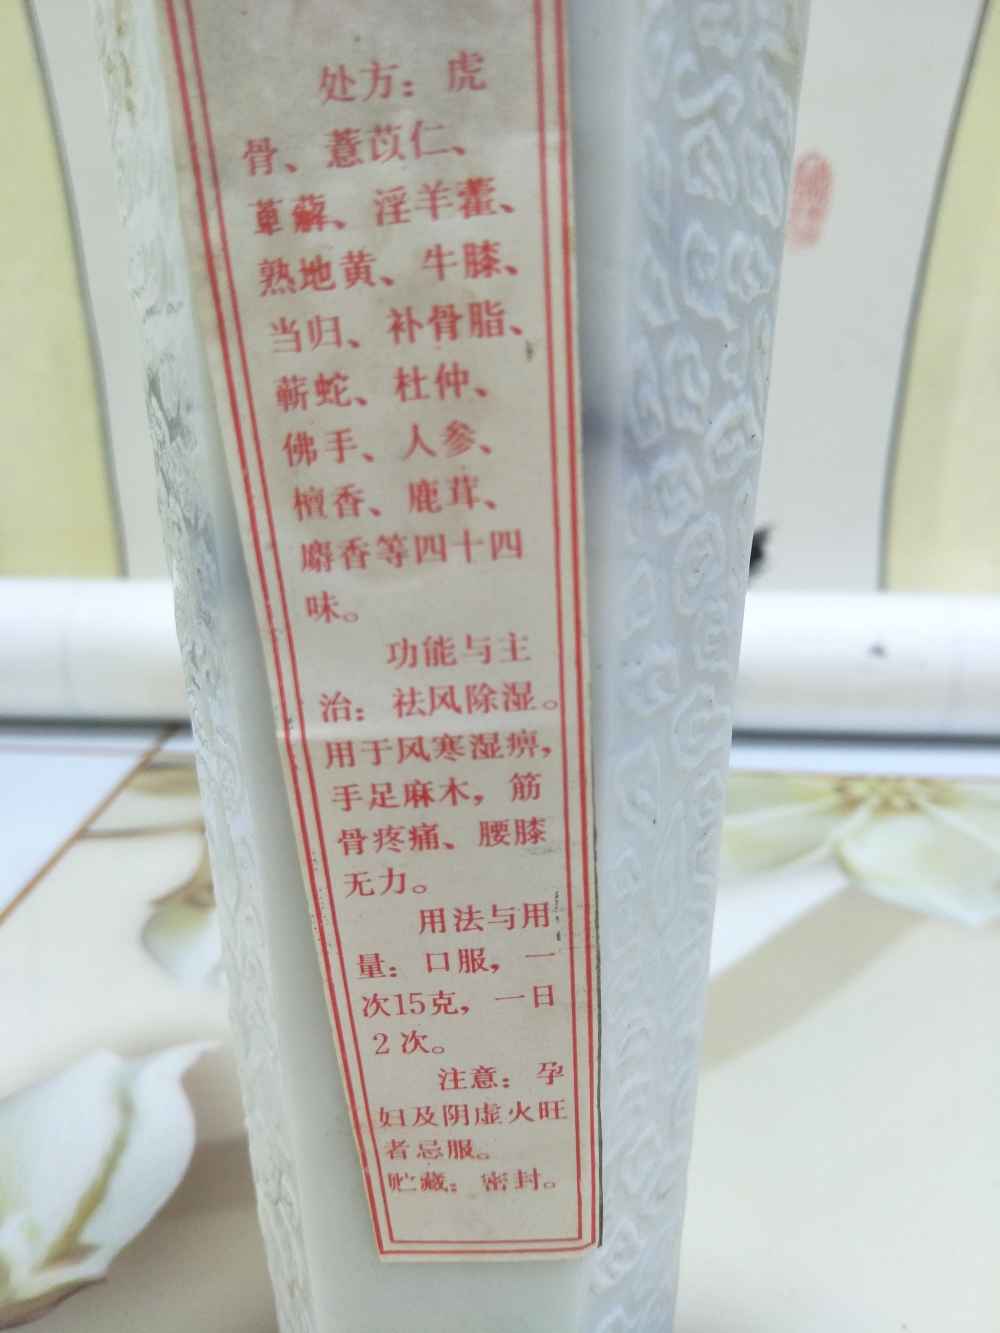 处方：虎
骨、薏苡仁、
萆薢、淫羊藿、
熟地黄、牛膝、
当归、补骨脂、
蕲蛇、杜仲、
佛手、人参、
檀香、鹿茸、
麝香等四十四
味。
功能与主
治：祛风除湿。
用于风寒湿痹，
手足麻木，筋
骨疼痛、腰膝
无力。
用法与用
量：口服，一
次15克，一日
2次。
注意：孕
妇及阴虚火旺
者忌服。
贮藏：密封。